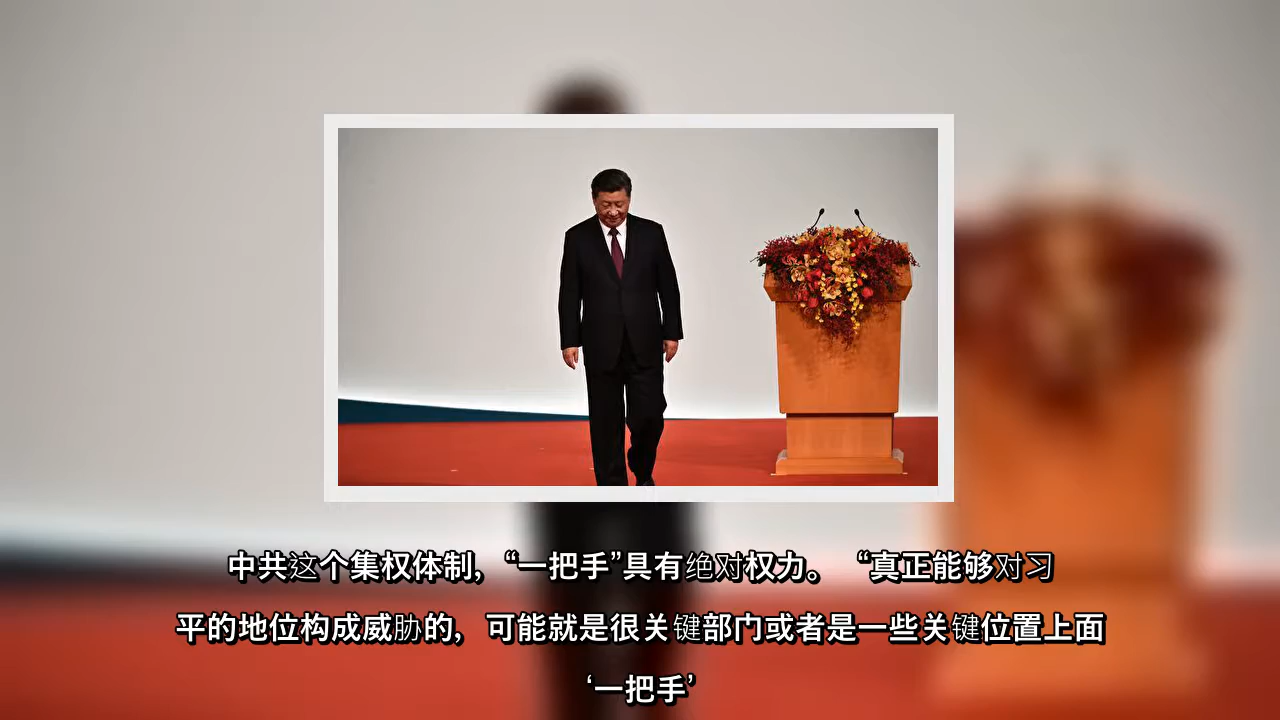 中共这个集权体制，“一把手”具有绝对权力。 “真正能够对习
平的地位构成威胁的，可能就是很关键部门或者是一些关键位置上面
‘一把手’